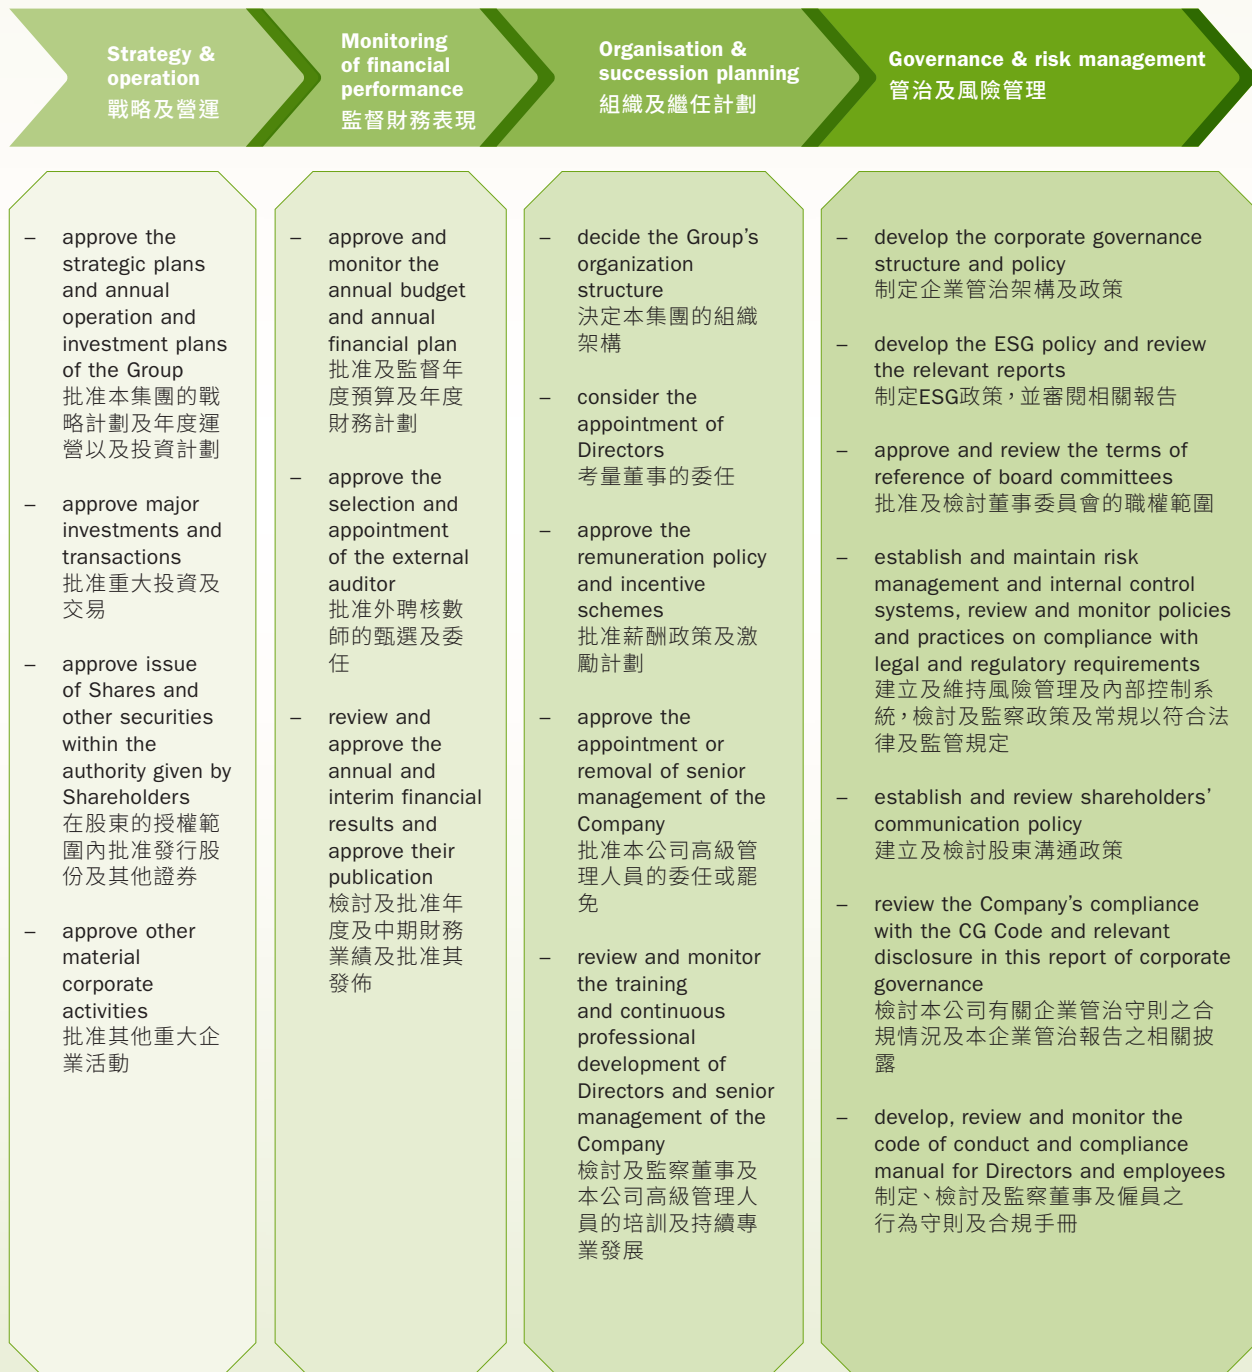 Strategy &
operation
戰略及營運
Monitoring
of financial
performance
監督財務表現
Organisation &
succession planning
組織及繼任計劃
Governance & risk management
管治及風險管理
– approve the
strategic plans
and annual
operation and
investment plans
of the Group
批准本集團的戰
略計劃及年度運
營以及投資計劃
– approve major
investments and
transactions
批准重大投資及
交易
– approve issue
of Shares and
other securities
within the
authority given by
Shareholders
在股東的授權範
圍內批准發行股
份及其他證券
– approve other
material
corporate
activities
批准其他重大企
業活動
– approve and
monitor the
annual budget
and annual
financial plan
批准及監督年
度預算及年度
財務計劃
– approve the
selection and
appointment
of the external
auditor
批准外聘核數
師的甄選及委
任
– review and
approve the
annual and
interim financial
results and
approve their
publication
檢討及批准年
度及中期財務
業績及批准其
發佈
– decide the Group’s
organization
structure
決定本集團的組織
架構
– consider the
appointment of
Directors
考量董事的委任
– approve the
remuneration policy
and incentive
schemes
批准薪酬政策及激
勵計劃
– approve the
appointment or
removal of senior
management of the
Company
批准本公司高級管
理人員的委任或罷
免
– review and monitor
the training
and continuous
professional
development of
Directors and senior
management of the
Company
檢討及監察董事及
本公司高級管理人
員的培訓及持續專
業發展
– develop the corporate governance
structure and policy
制定企業管治架構及政策
– develop the ESG policy and review
the relevant reports
制定ESG政策，並審閱相關報告
– approve and review the terms of
reference of board committees
批准及檢討董事委員會的職權範圍
– establish and maintain risk
management and internal control
systems, review and monitor policies
and practices on compliance with
legal and regulatory requirements
建立及維持風險管理及內部控制系
統，檢討及監察政策及常規以符合法
律及監管規定
– establish and review shareholders’
communication policy
建立及檢討股東溝通政策
– review the Company’s compliance
with the CG Code and relevant
disclosure in this report of corporate
governance
檢討本公司有關企業管治守則之合
規情況及本企業管治報告之相關披
露
– develop, review and monitor the
code of conduct and compliance
manual for Directors and employees
制定、檢討及監察董事及僱員之
行為守則及合規手冊